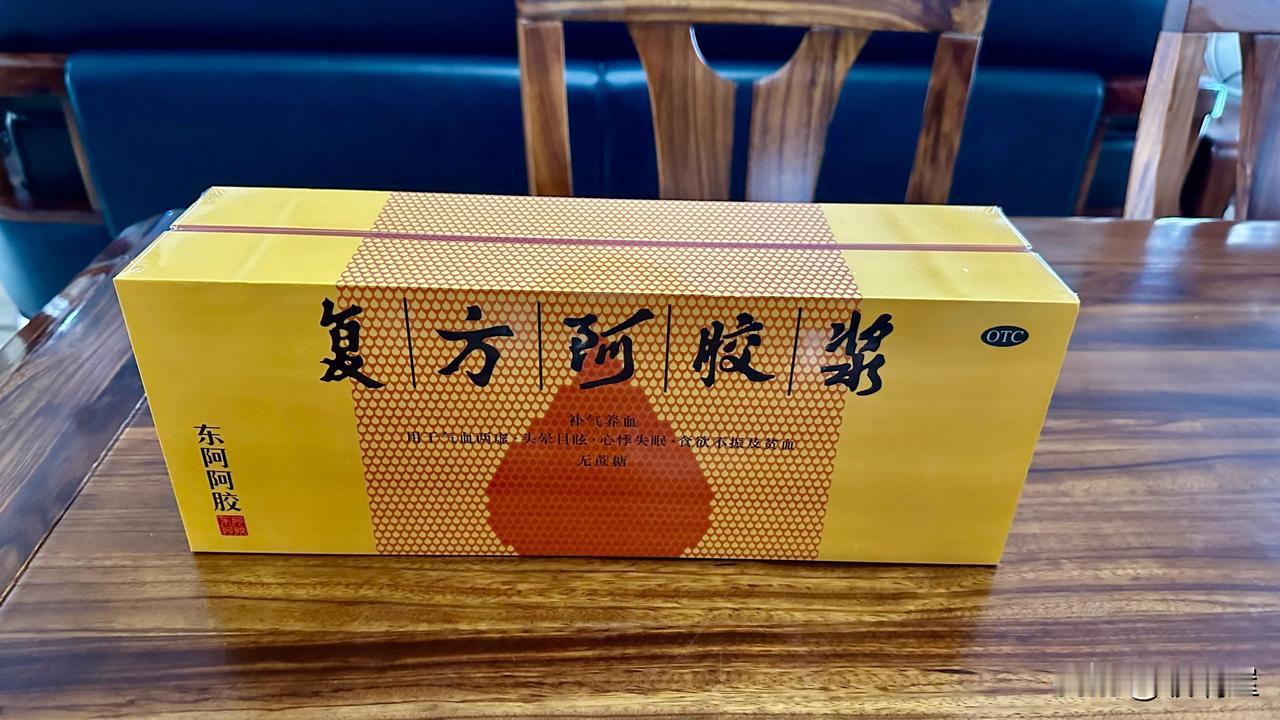 复方阿胶浆
OTC
补气养血
用于气血两虚·头晕目眩·心悸失眠·食欲不振及贫血
无蔗糖
东阿阿胶